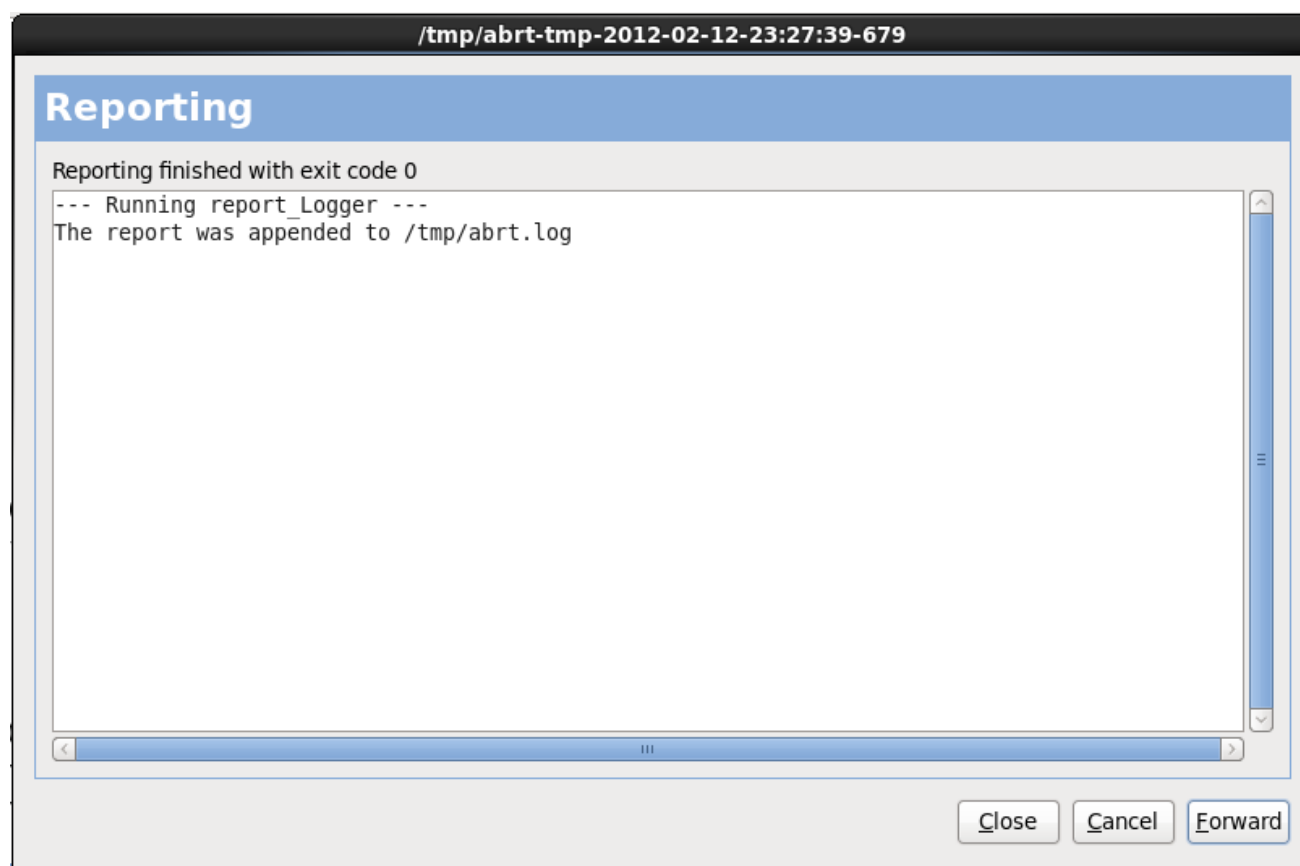 /tmp/abrt-tmp-2012-02-12-23:27:39-679
Reporting
Reporting finished with exit code 0
--- Running report_Logger ---
The report was appended to /tmp/abrt.log
Close Cancel Forward